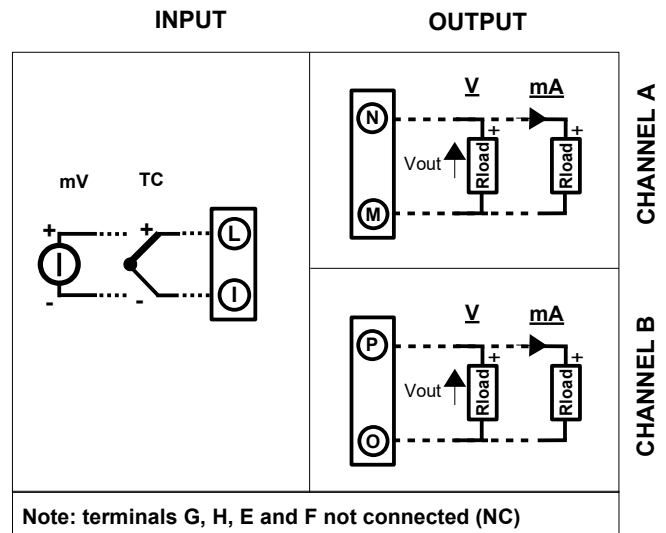 INPUT
OUTPUT
mV
TC
+
+
-
-
L
I
V
mA
N
M
Vout
+
Rload
+
Rload
CHANNEL A
V
mA
P
O
Vout
+
Rload
+
Rload
CHANNEL B
Note: terminals G, H, E and F not connected (NC)